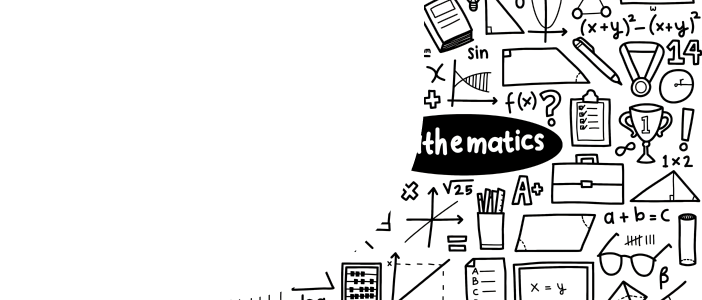 (x+y)²-(x+y)²
sin
14
x
r
f(x)?
1
!
thematics
1×2
√25
A+
a+b=c
=
A
B
C
x = y
β
x